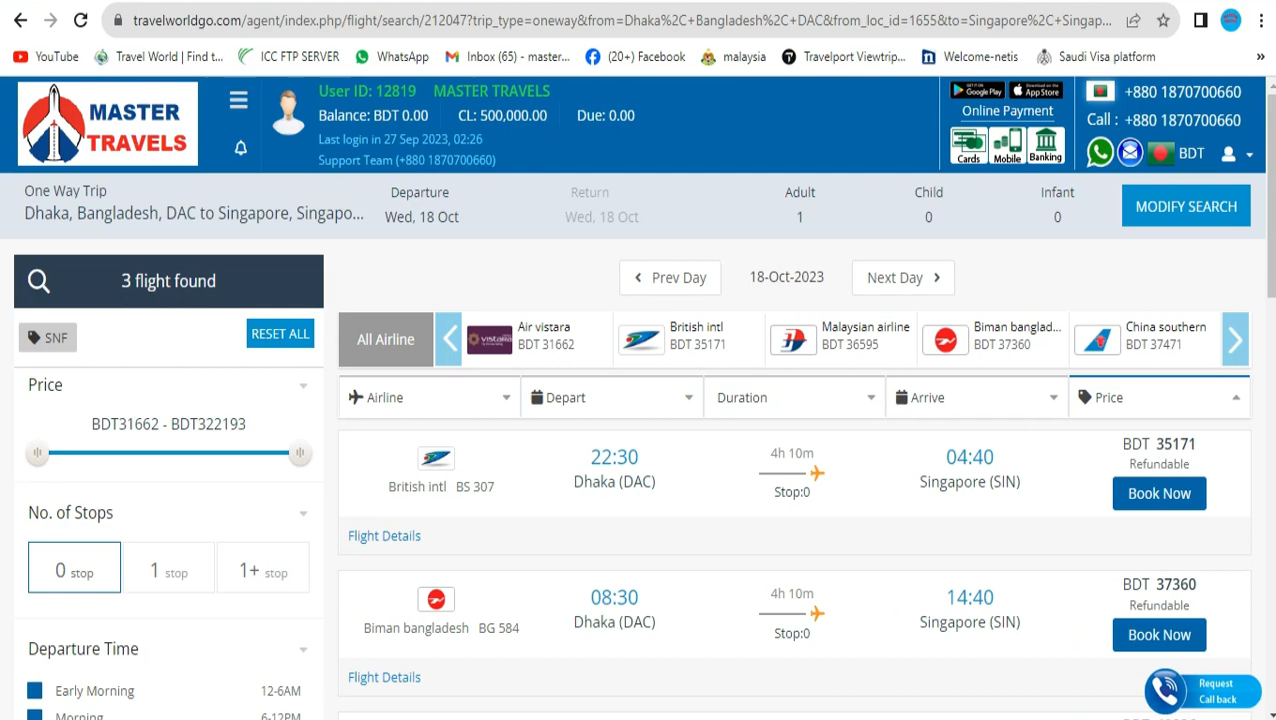 travelworldgo.com/agent/index.php/flight/search/212047?trip_type=oneway&from=Dhaka%2C+Bangladesh%2C+DAC&from_loc_id=1655&to=Singapore%2C+Singap...
YouTube Travel World | Find t... ICC FTP SERVER WhatsApp Inbox (65) - master... (20+) Facebook malaysia Travelport Viewtrip... Welcome-netis Saudi Visa platform »
MASTER TRAVELS
User ID: 12819 MASTER TRAVELS
Balance: BDT 0.00 CL: 500,000.00 Due: 0.00
Last login in 27 Sep 2023, 02:26
Support Team (+880 1870700660)
GET IT ON Google Play App Store
Online Payment
Cards Mobile Banking
+880 1870700660
Call : +880 1870700660
BDT
One Way Trip
Dhaka, Bangladesh, DAC to Singapore, Singapo...
Departure Return Adult Child Infant
Wed, 18 Oct Wed, 18 Oct 1 0 0
MODIFY SEARCH
3 flight found
Prev Day 18-Oct-2023 Next Day
SNF RESET ALL
All Airline
Air vistara
BDT 31662
British intl
BDT 35171
Malaysian airline
BDT 36595
Biman banglad...
BDT 37360
China southern
BDT 37471
vistara
Price
BDT31662 - BDT322193
No. of Stops
0 stop 1 stop 1+ stop
Departure Time
Early Morning 12-6AM
Morning 6-12PM
Airline Depart Duration Arrive Price
22:30 4h 10m 04:40 BDT 35171
British intl BS 307 Dhaka (DAC) Stop:0 Singapore (SIN) Refundable
Book Now
Flight Details
08:30 4h 10m 14:40 BDT 37360
Biman bangladesh BG 584 Dhaka (DAC) Stop:0 Singapore (SIN) Refundable
Book Now
Flight Details
Request
Call back